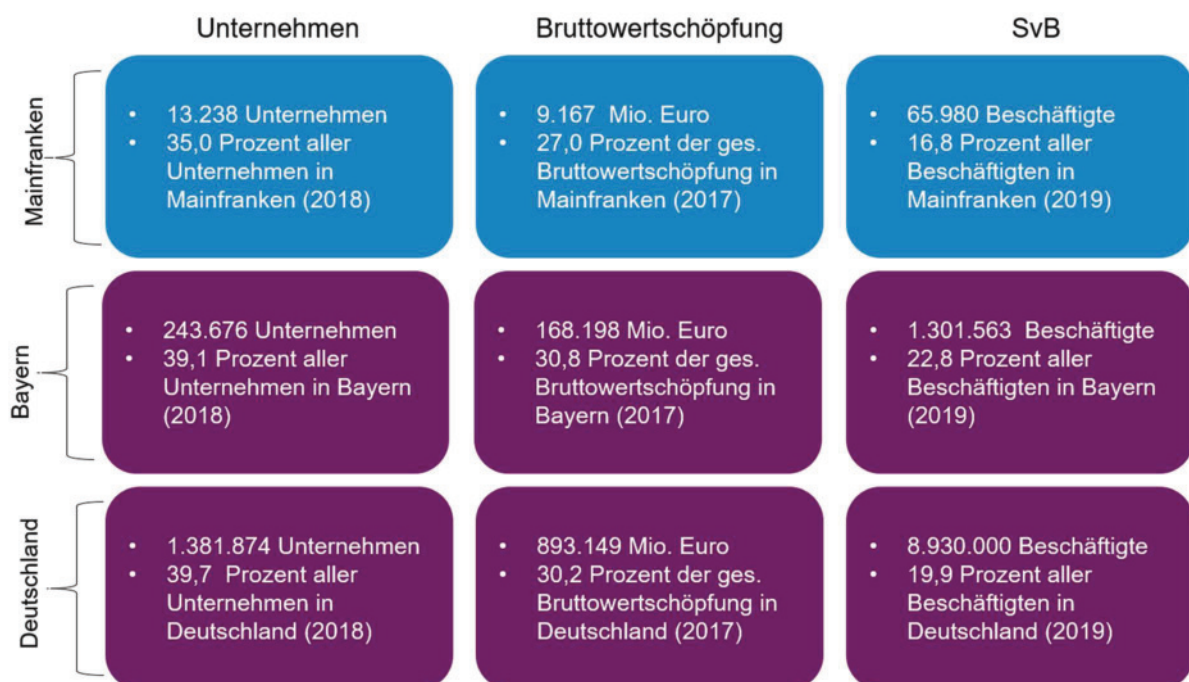 Unternehmen
Bruttowertschöpfung
SvB
Mainfranken
• 13.238 Unternehmen
• 35,0 Prozent aller
Unternehmen in
Mainfranken (2018)
• 9.167 Mio. Euro
• 27,0 Prozent der ges.
Bruttowertschöpfung in
Mainfranken (2017)
• 65.980 Beschäftigte
• 16,8 Prozent aller
Beschäftigten in
Mainfranken (2019)
Bayern
• 243.676 Unternehmen
• 39,1 Prozent aller
Unternehmen in Bayern
(2018)
• 168.198 Mio. Euro
• 30,8 Prozent der ges.
Bruttowertschöpfung in
Bayern (2017)
• 1.301.563 Beschäftigte
• 22,8 Prozent aller
Beschäftigten in Bayern
(2019)
Deutschland
• 1.381.874 Unternehmen
• 39,7 Prozent aller
Unternehmen in
Deutschland (2018)
• 893.149 Mio. Euro
• 30,2 Prozent der ges.
Bruttowertschöpfung in
Deutschland (2017)
• 8.930.000 Beschäftigte
• 19,9 Prozent aller
Beschäftigten in
Deutschland (2019)